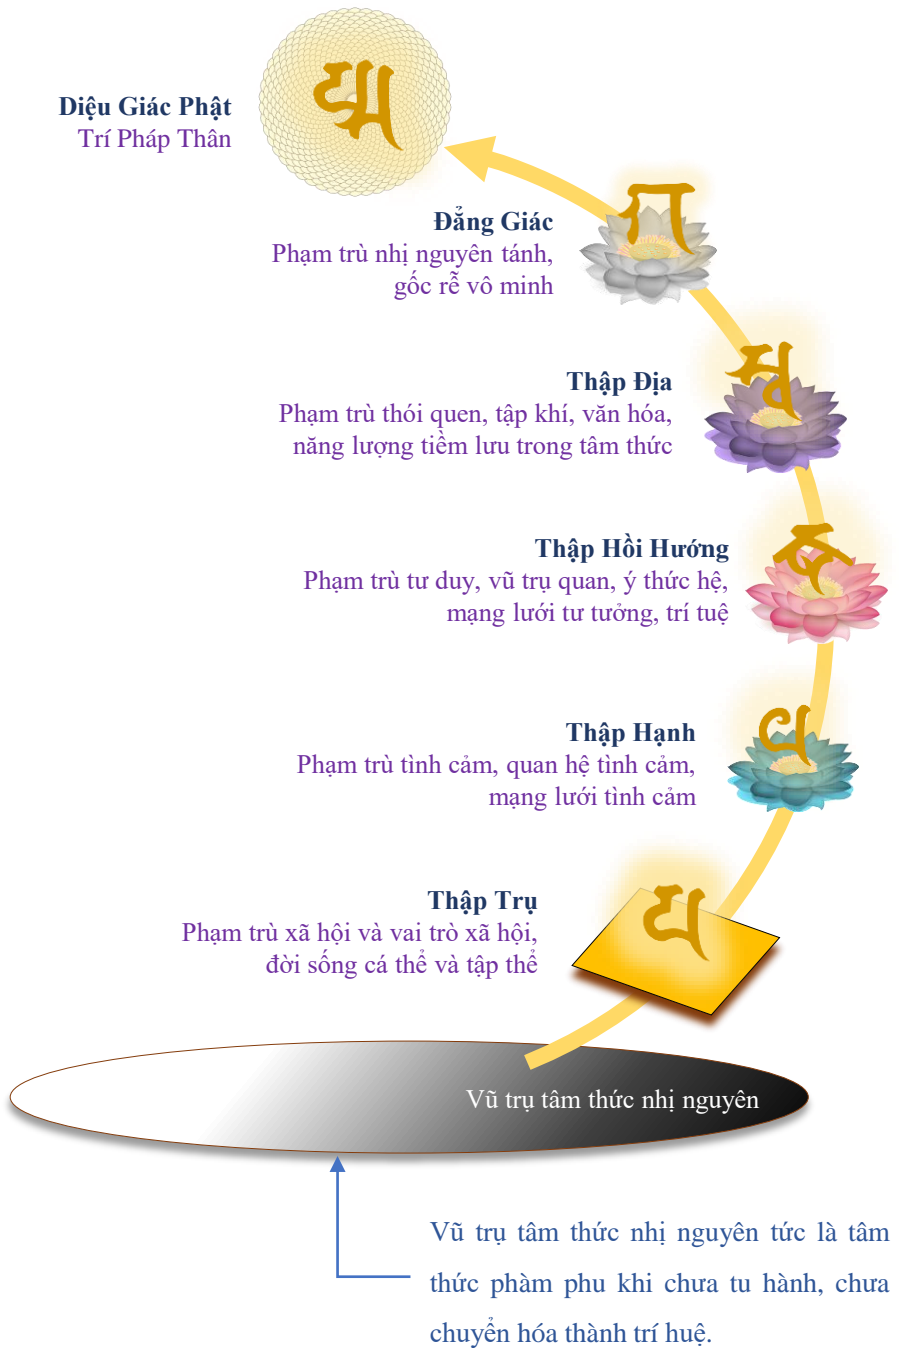 Diệu Giác Phật
Trí Pháp Thân
Đẳng Giác
Phạm trù nhị nguyên tánh,
gốc rễ vô minh
Thập Địa
Phạm trù thói quen, tập khí, văn hóa,
năng lượng tiềm lưu trong tâm thức
Thập Hồi Hướng
Phạm trù tư duy, vũ trụ quan, ý thức hệ,
mạng lưới tư tưởng, trí tuệ
Thập Hạnh
Phạm trù tình cảm, quan hệ tình cảm,
mạng lưới tình cảm
Thập Trụ
Phạm trù xã hội và vai trò xã hội,
đời sống cá thể và tập thể
Vũ trụ tâm thức nhị nguyên
Vũ trụ tâm thức nhị nguyên tức là tâm
thức phàm phu khi chưa tu hành, chưa
chuyển hóa thành trí huệ.